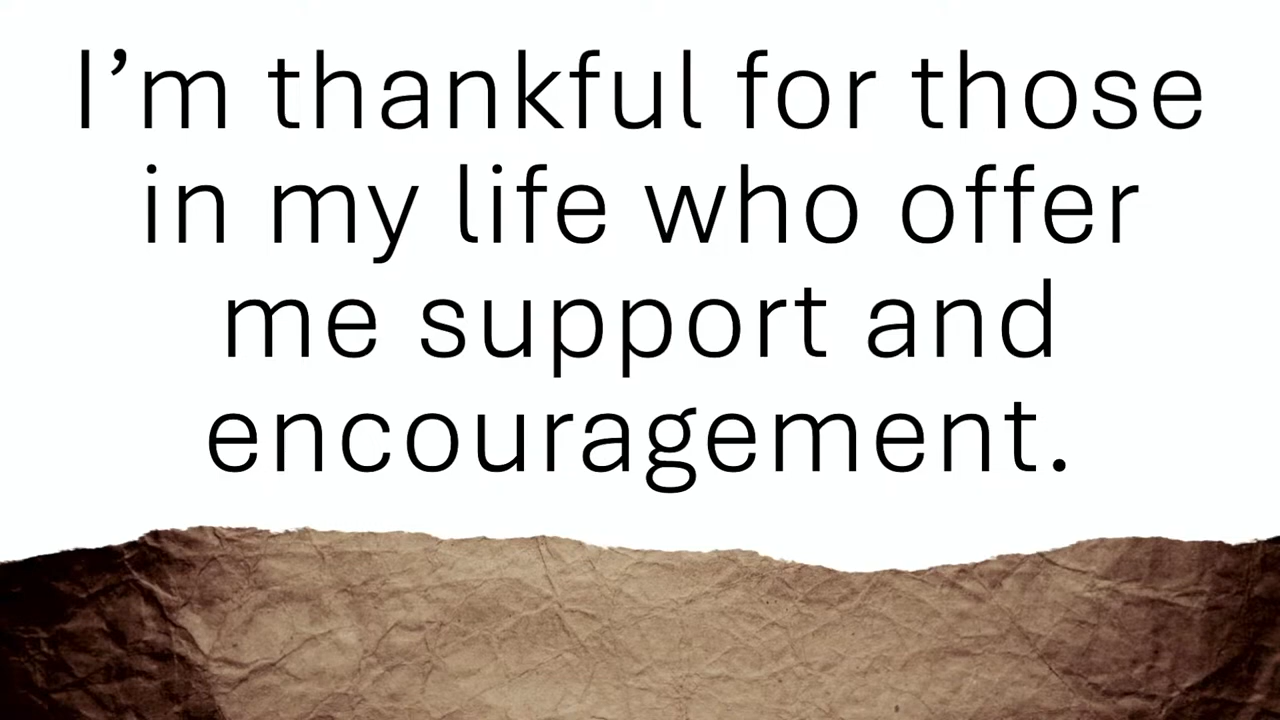 I’m thankful for those
in my life who offer
me support and
encouragement.